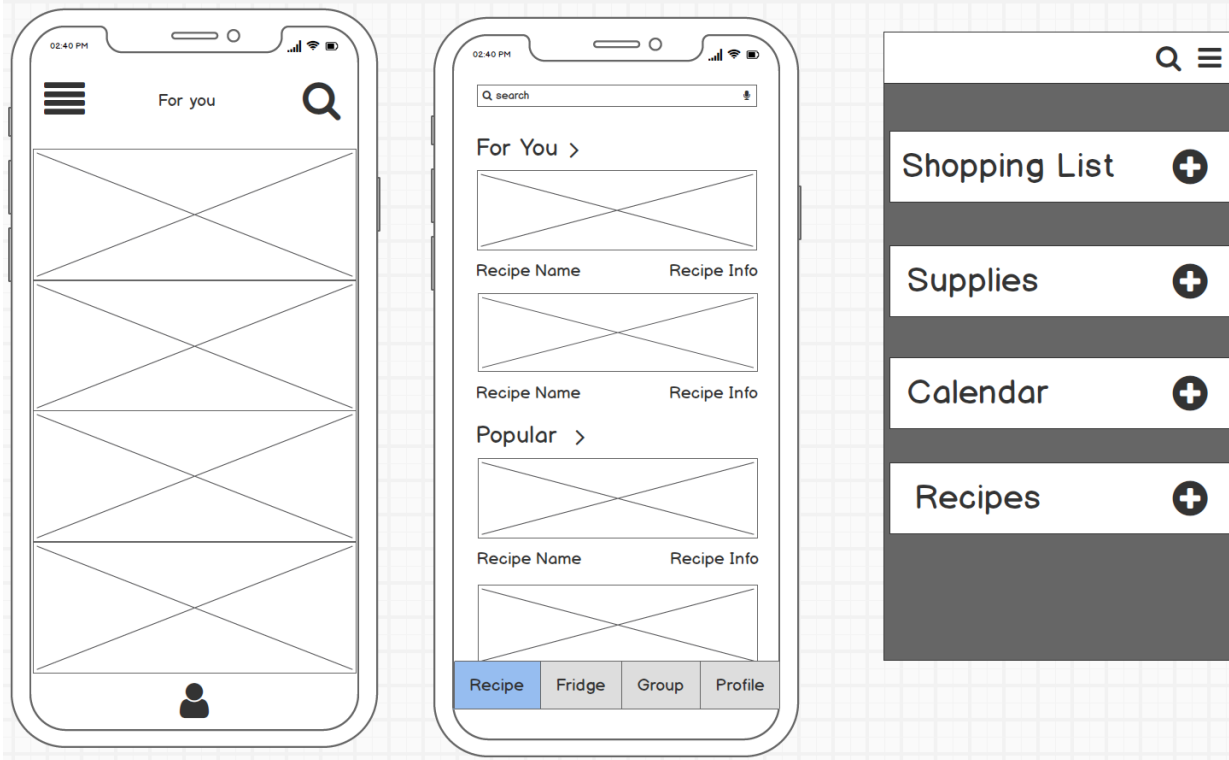 02:40 PM
For you
02:40 PM
search
For You >
Recipe Name Recipe Info
Recipe Name Recipe Info
Popular >
Recipe Name Recipe Info
Recipe Fridge Group Profile
Shopping List
Supplies
Calendar
Recipes